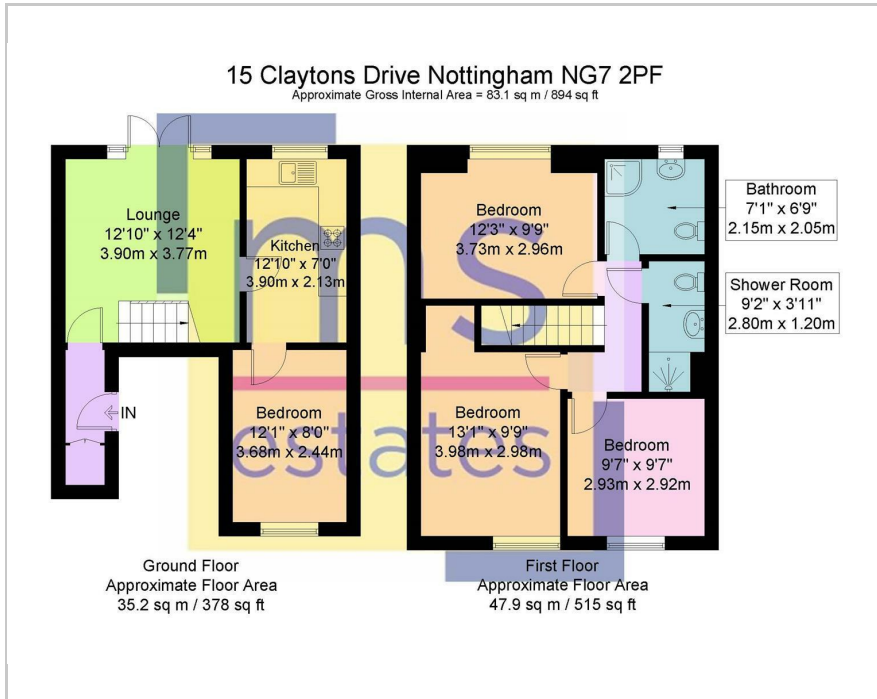 15 Claytons Drive Nottingham NG7 2PF
Approximate Gross Internal Area = 83.1 sq m / 894 sq ft
Lounge
12'10" x 12'4"
3.90m x 3.77m
Kitchen
12'10" x 7'0"
3.90m x 2.13m
Bedroom
12'1" x 8'0"
3.68m x 2.44m
IN
Ground Floor
Approximate Floor Area
35.2 sq m / 378 sq ft
Bedroom
12'3" x 9'9"
3.73m x 2.96m
Bathroom
7'1" x 6'9"
2.15m x 2.05m
Shower Room
9'2" x 3'11"
2.80m x 1.20m
Bedroom
13'1" x 9'9"
3.98m x 2.98m
Bedroom
9'7" x 9'7"
2.93m x 2.92m
First Floor
Approximate Floor Area
47.9 sq m / 515 sq ft
ms
estates